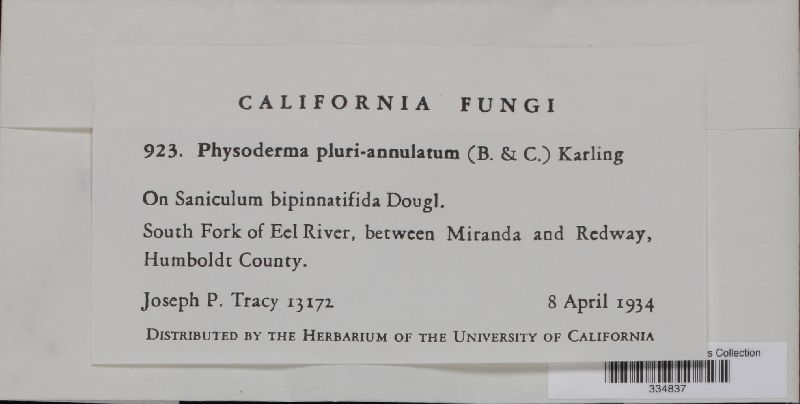 CALIFORNIA FUNGI
923. Physoderma pluri-annulatum (B. & C.) Karling
On Saniculum bipinnatifida Dougl.
South Fork of Eel River, between Miranda and Redway,
Humboldt County.
Joseph P. Tracy 13172 8 April 1934
DISTRIBUTED BY THE HERBARIUM OF THE UNIVERSITY OF CALIFORNIA
s Collection
334837